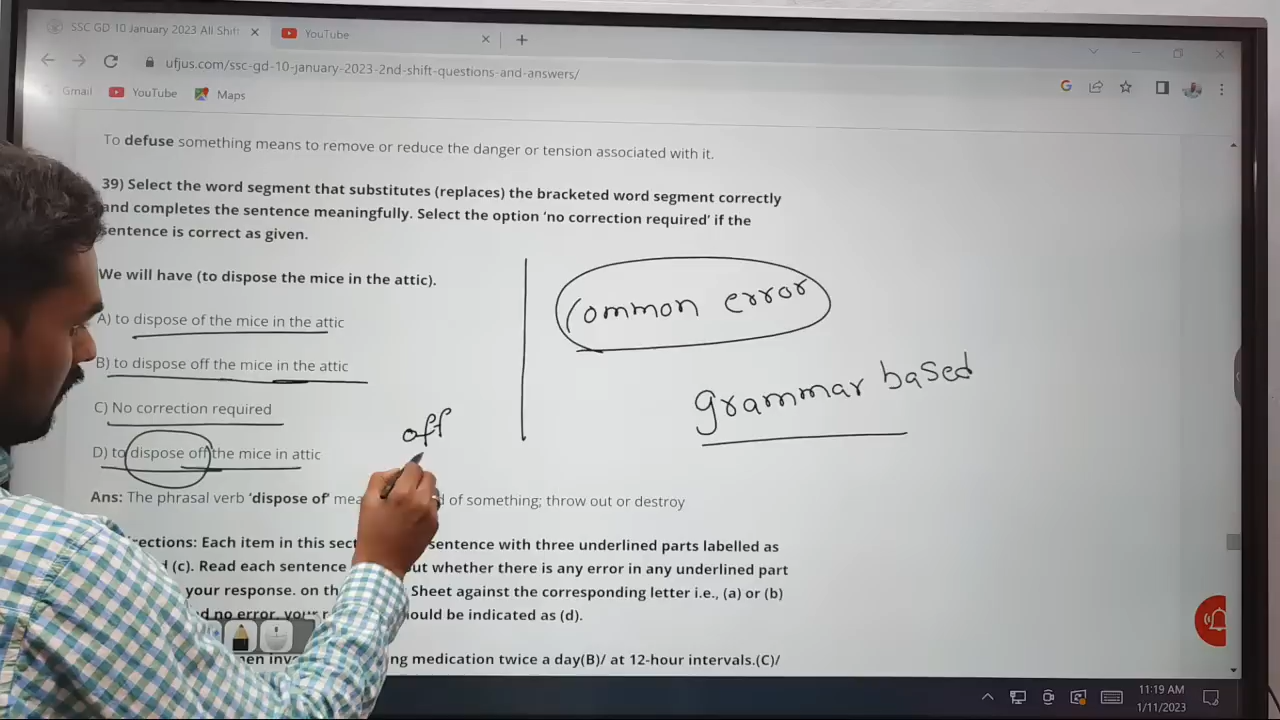 SSC GD 10 January 2023 All Shift
YouTube
ufjus.com/ssc-gd-10-january-2023-2nd-shift-questions-and-answers/
Gmail YouTube Maps
To defuse something means to remove or reduce the danger or tension associated with it.
39) Select the word segment that substitutes (replaces) the bracketed word segment correctly
and completes the sentence meaningfully. Select the option ‘no correction required’ if the
sentence is correct as given.
We will have (to dispose the mice in the attic).
A) to dispose of the mice in the attic
B) to dispose off the mice in the attic
C) No correction required
D) to dispose off the mice in attic
common error
grammar based
off
Ans: The phrasal verb ‘dispose of’ of something; throw out or destroy
Each item in this sentence with three underlined parts labelled as
(c). Read each sentence whether there is any error in any underlined part
your response. on Sheet against the corresponding letter i.e., (a) or (b)
no error, should be indicated as (d).
medication twice a day(B)/ at 12-hour intervals.(C)/
11:19 AM
1/11/2023